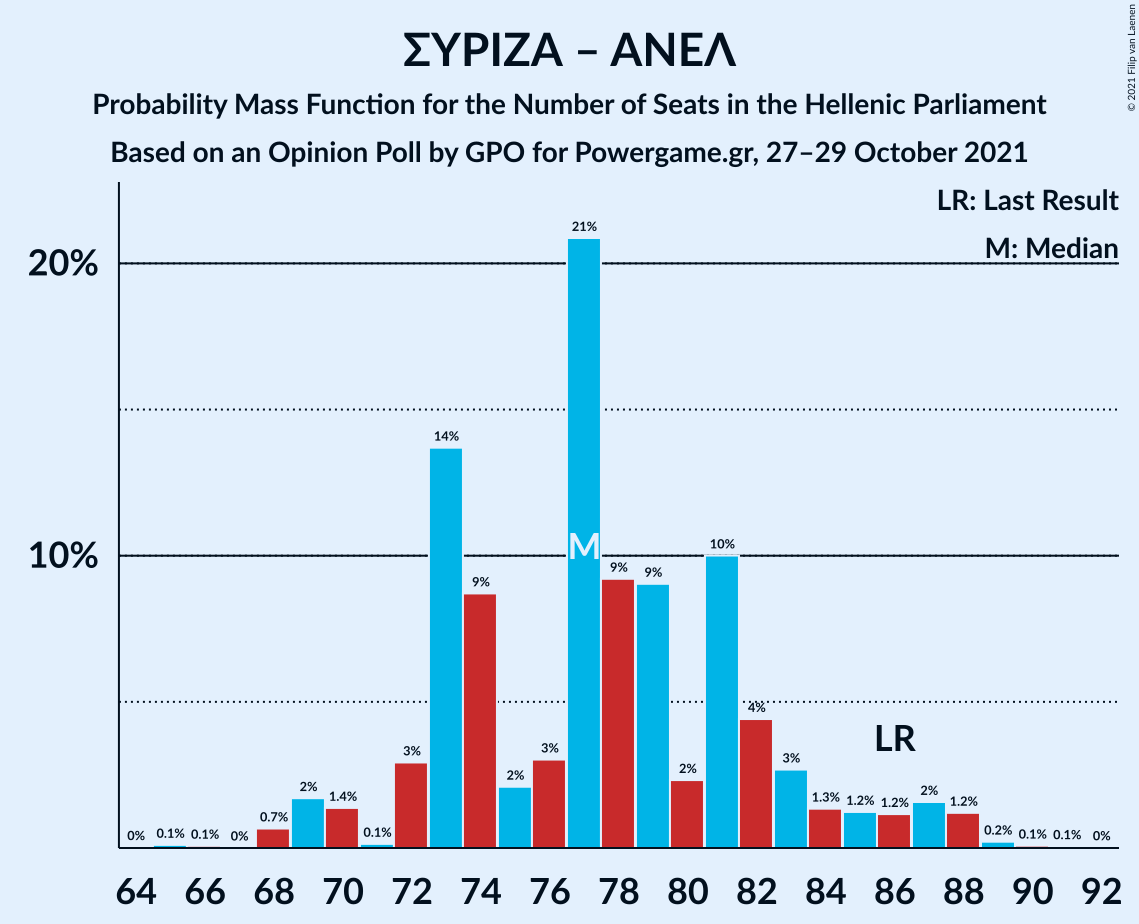 ΣΥΡΙΖΑ – ΑΝΕΛ
Probability Mass Function for the Number of Seats in the Hellenic Parliament
Based on an Opinion Poll by GPO for Powergame.gr, 27–29 October 2021
© 2021 Filip van Laenen
LR: Last Result
M: Median
20%
10%
0% 0.1% 0.1% 0% 0.7% 2% 1.4% 0.1% 3% 14% 9% 2% 3% 21% 9% 9% 2% 10% 4% 3% 1.3% 1.2% 1.2% 2% 1.2% 0.2% 0.1% 0.1% 0%
M
LR
64 66 68 70 72 74 76 78 80 82 84 86 88 90 92